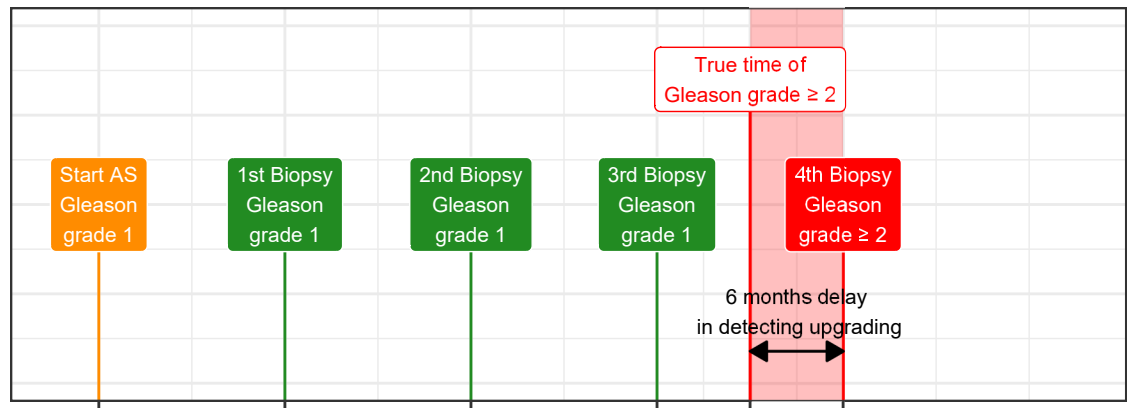 True time of
Gleason grade ≥ 2
Start AS
Gleason
grade 1
1st Biopsy
Gleason
grade 1
2nd Biopsy
Gleason
grade 1
3rd Biopsy
Gleason
grade 1
4th Biopsy
Gleason
grade ≥ 2
6 months delay
in detecting upgrading